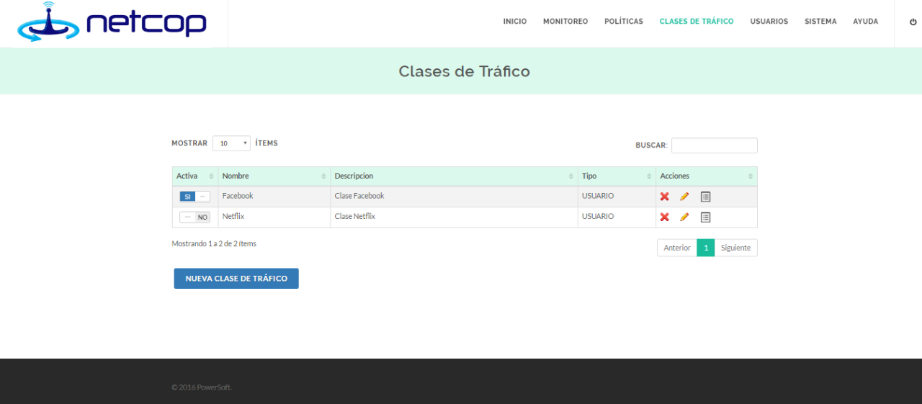 netcop
INICIO MONITOREO POLÍTICAS CLASES DE TRÁFICO USUARIOS SISTEMA AYUDA
Clases de Tráfico
MOSTRAR 10 ÍTEMS BUSCAR:
Activa Nombre Descripcion Tipo Acciones
SI Facebook Clase Facebook USUARIO
NO Netflix Clase Netflix USUARIO
Mostrando 1 a 2 de 2 ítems
Anterior 1 Siguiente
NUEVA CLASE DE TRÁFICO
© 2016 PowerSoft.